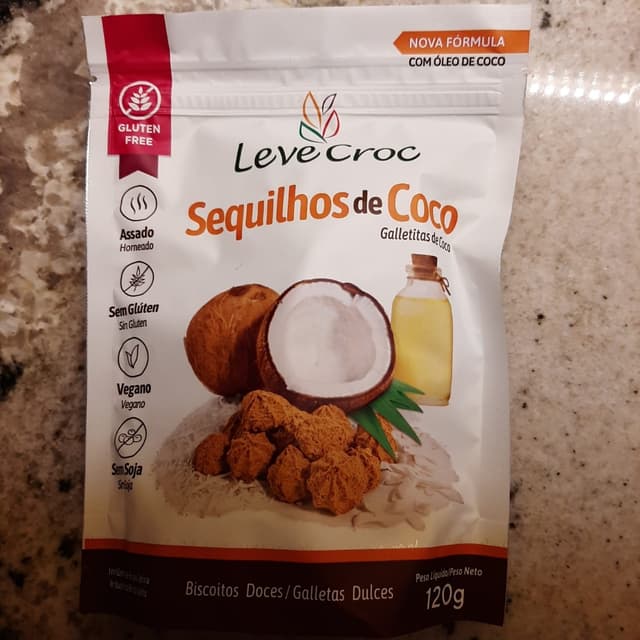 NOVA FÓRMULA
COM ÓLEO DE COCO
GLUTEN
FREE
Leve Croc
Sequilhos de Coco
Galletitas de Coco
Assado
Horneado
Sem Glúten
Sin Gluten
Vegano
Vegano
Sem Soja
Sin Soja
Biscoitos Doces/Galletas Dulces
Peso Líquido/Peso Neto
120g